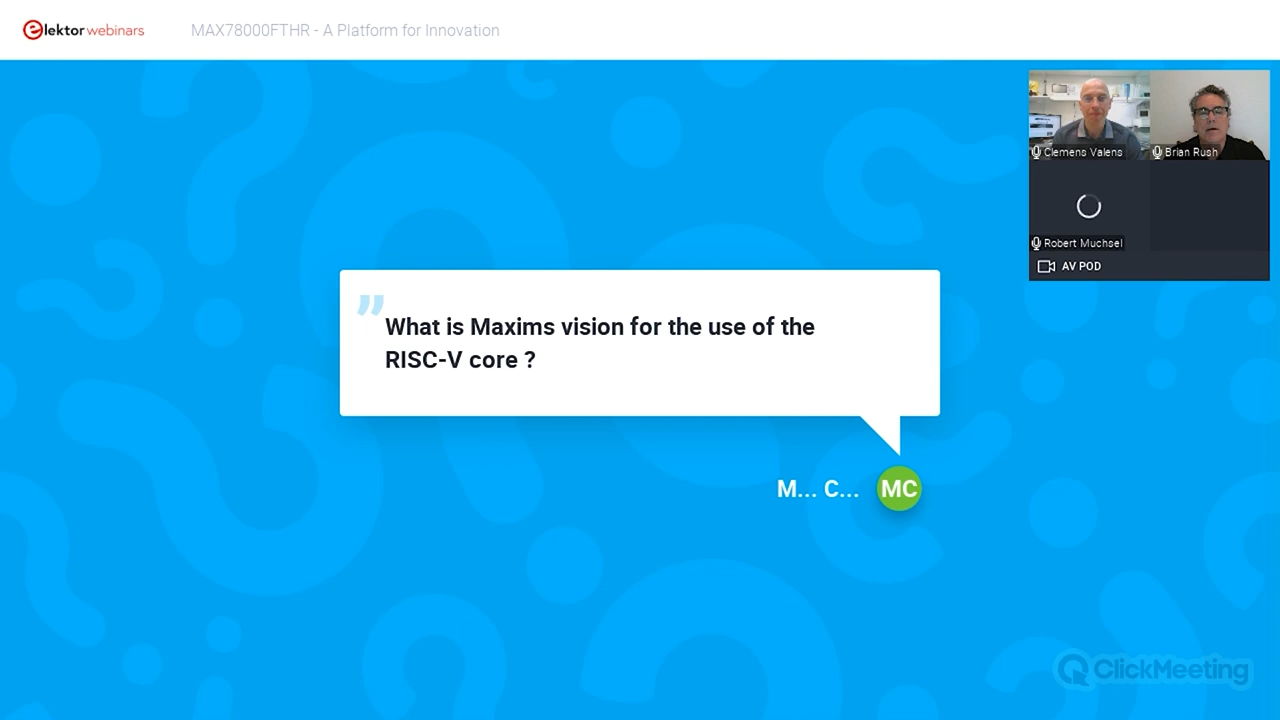 elektor webinars
MAX78000FTHR - A Platform for Innovation
Clemens Valens
Brian Rush
Robert Muchsel
AV POD
”
What is Maxims vision for the use of the
RISC-V core ?
M... C...
MC
ClickMeeting